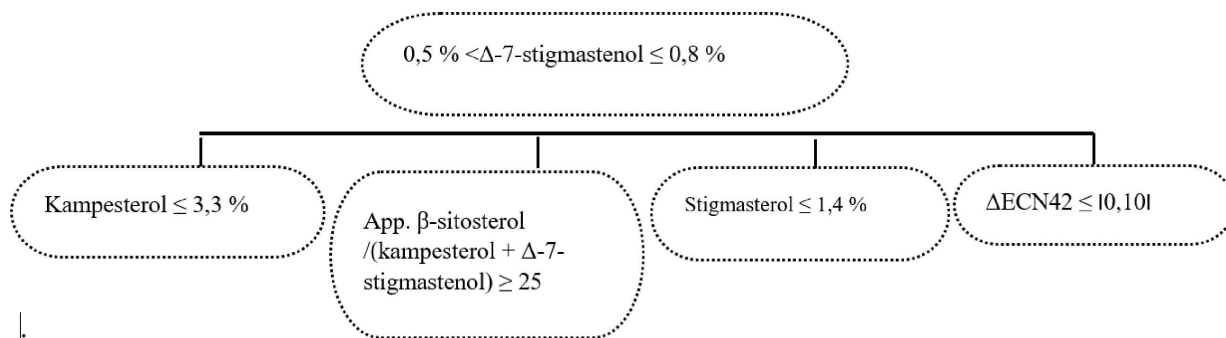 0,5 % <Δ-7-stigmastenol ≤ 0,8 %
Kampesterol ≤ 3,3 %
App. β-sitosterol
/(kampesterol + Δ-7-
stigmastenol) ≥ 25
Stigmasterol ≤ 1,4 %
ΔECN42 ≤ |0,10|
.